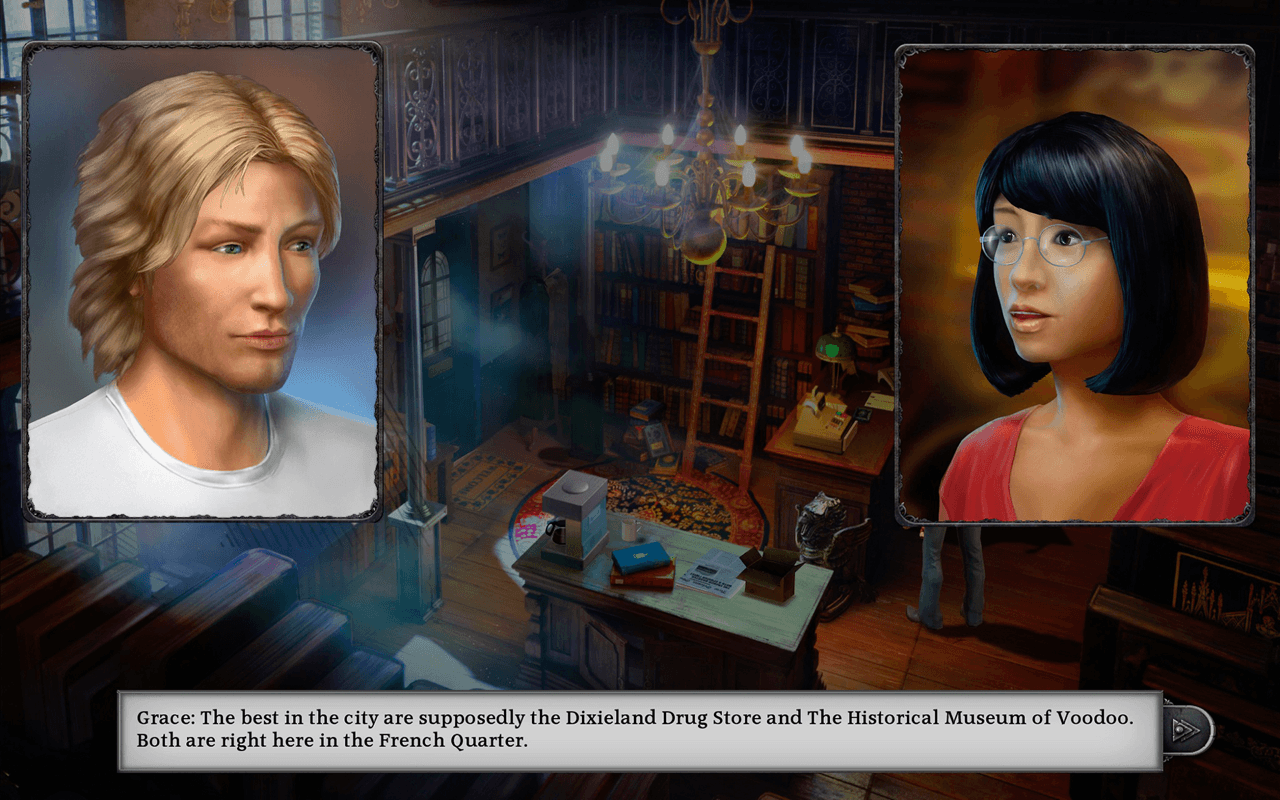 Grace: The best in the city are supposedly the Dixieland Drug Store and The Historical Museum of Voodoo.
Both are right here in the French Quarter.